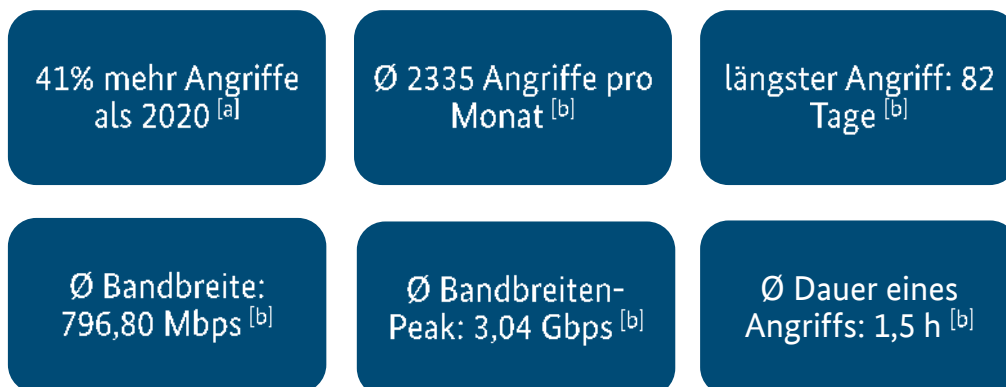 41% mehr Angriffe
als 2020 [a]
Ø 2335 Angriffe pro
Monat [b]
längster Angriff: 82
Tage [b]
Ø Bandbreite:
796,80 Mbps [b]
Ø Bandbreiten-
Peak: 3,04 Gbps [b]
Ø Dauer eines
Angriffs: 1,5 h [b]